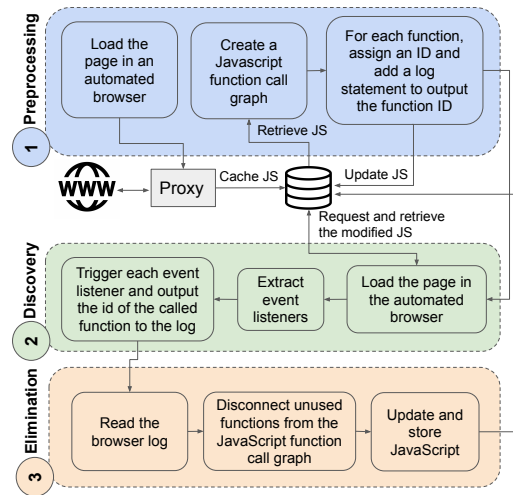 Preprocessing
1
Load the
page in an
automated
browser
Create a
Javascript
function call
graph
For each function,
assign an ID and
add a log
statement to output
the function ID
Retrieve JS
WWW
Proxy
Cache JS
Update JS
Request and retrieve
the modified JS
Discovery
2
Trigger each event
listener and output
the id of the called
function to the log
Extract
event
listeners
Load the page in
the automated
browser
Elimination
3
Read the
browser log
Disconnect unused
functions from the
JavaScript function
call graph
Update and
store
JavaScript